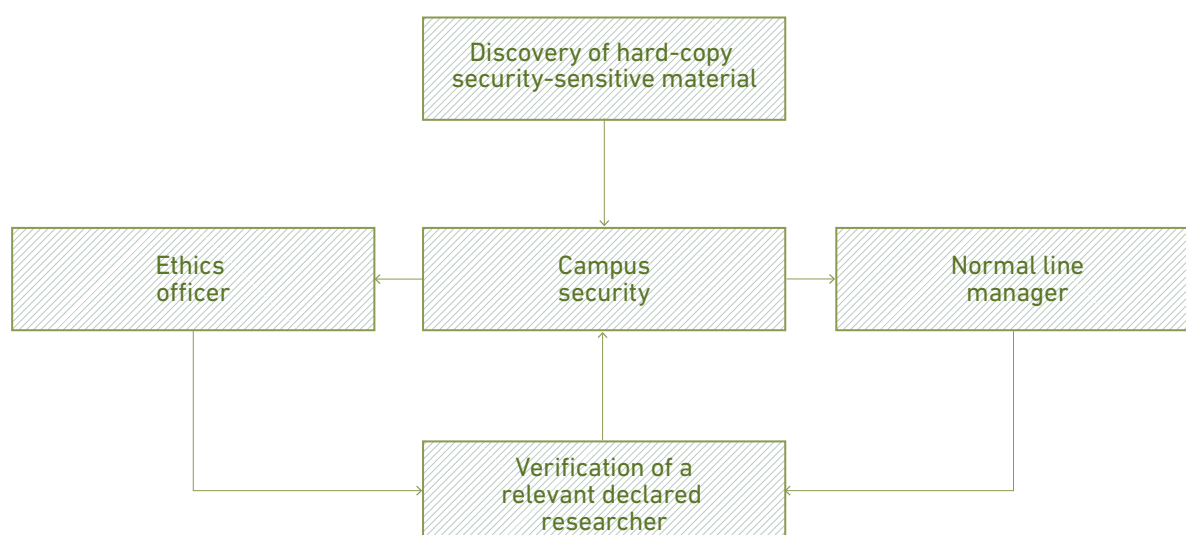 Discovery of hard-copy
security-sensitive material
Ethics
officer
Campus
security
Normal line
manager
Verification of a
relevant declared
researcher